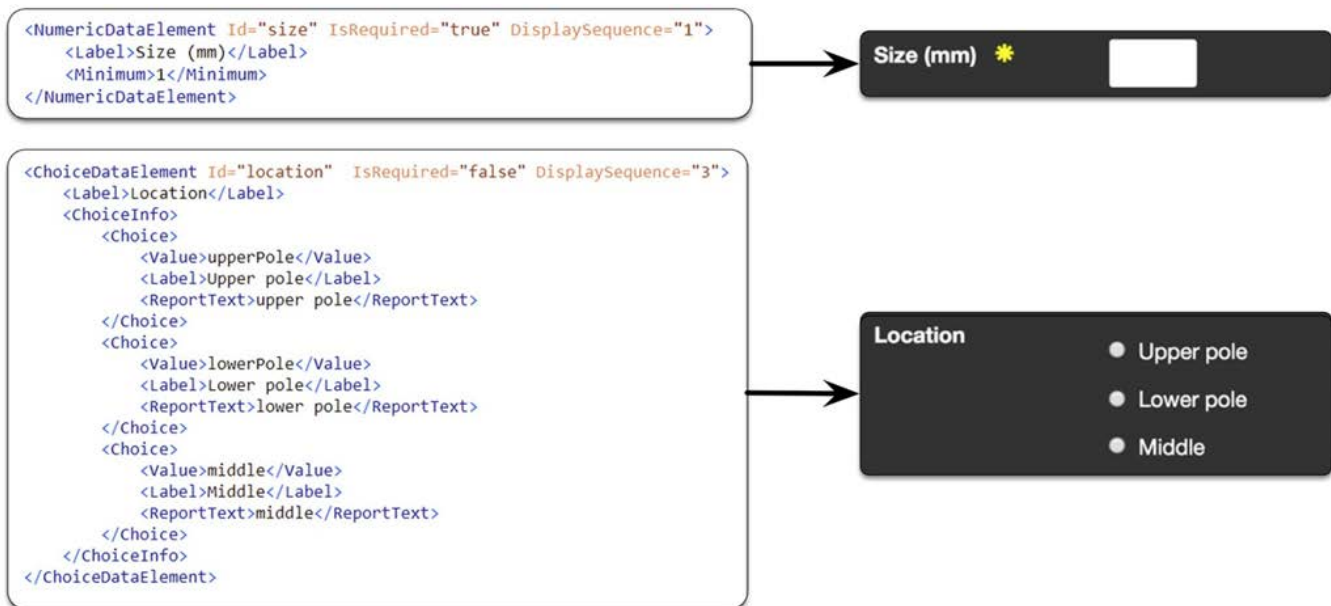 <NumericDataElement Id="size" IsRequired="true" DisplaySequence="1">
    <Label>Size (mm)</Label>
    <Minimum>1</Minimum>
</NumericDataElement>
Size (mm) *
<ChoiceDataElement Id="location"  IsRequired="false" DisplaySequence="3">
    <Label>Location</Label>
    <ChoiceInfo>
        <Choice>
            <Value>upperPole</Value>
            <Label>Upper pole</Label>
            <ReportText>upper pole</ReportText>
        </Choice>
        <Choice>
            <Value>lowerPole</Value>
            <Label>Lower pole</Label>
            <ReportText>lower pole</ReportText>
        </Choice>
        <Choice>
            <Value>middle</Value>
            <Label>Middle</Label>
            <ReportText>middle</ReportText>
        </Choice>
    </ChoiceInfo>
</ChoiceDataElement>
Location
Upper pole
Lower pole
Middle